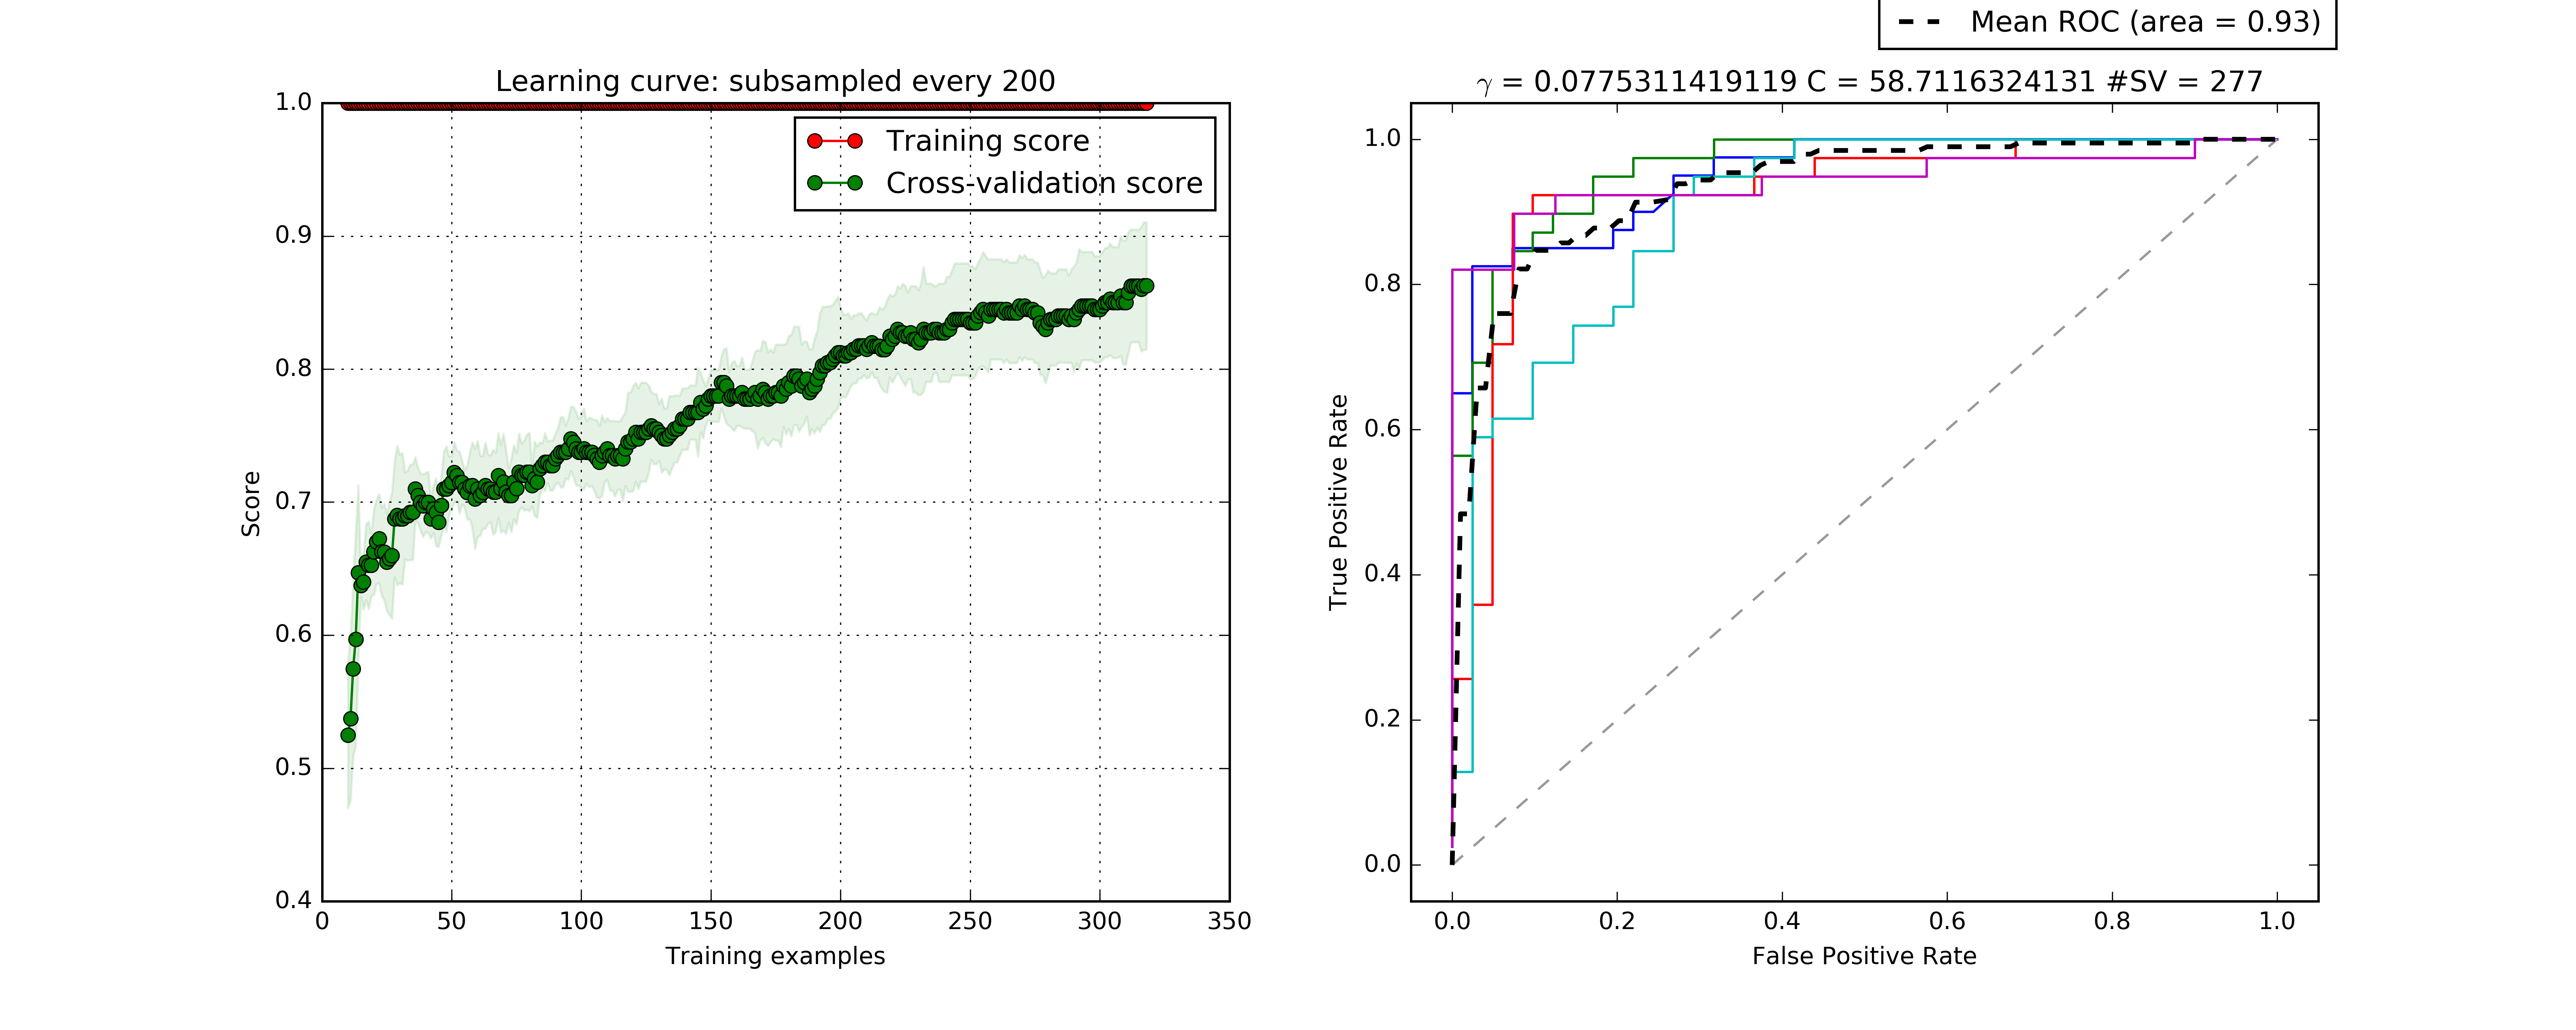 Mean ROC (area = 0.93)
Learning curve: subsampled every 200
Training score
Cross-validation score
1.0
0.9
0.8
0.7
0.6
0.5
0.4
Score
0 50 100 150 200 250 300 350
Training examples
γ = 0.0775311419119 C = 58.7116324131 #SV = 277
1.0
0.8
0.6
0.4
0.2
0.0
True Positive Rate
0.0 0.2 0.4 0.6 0.8 1.0
False Positive Rate